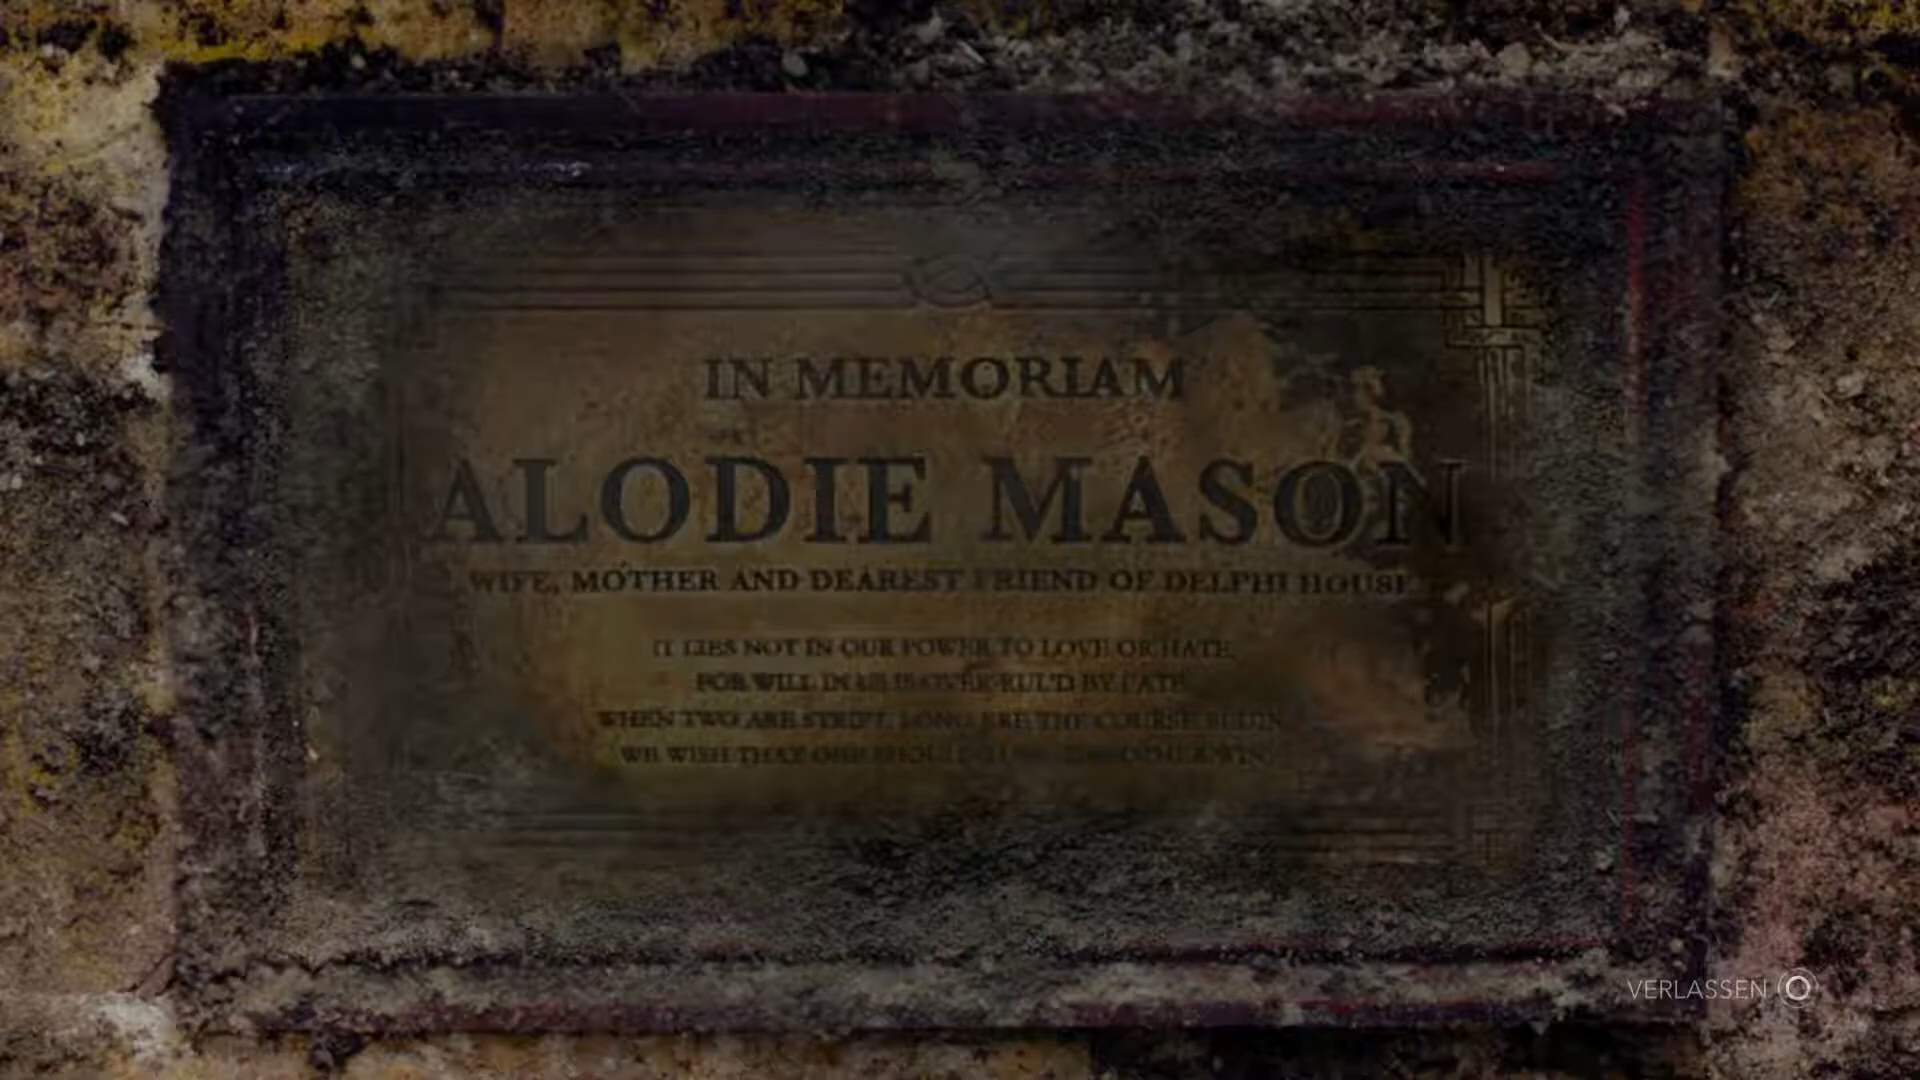 IN MEMORIAM
ALODIE MASON
WIFE, MOTHER AND DEAREST FRIEND OF DELPHI HOUSE
IT LIES NOT IN OUR POWER TO LOVE OR HATE,
FOR WILL IN US IS OVER-RUL'D BY FATE
WHEN TWO ARE STRIPT, LONG ERE THE COURSE BEGIN
WE WISH THAT ONE SHOULD WIN
VERLASSEN